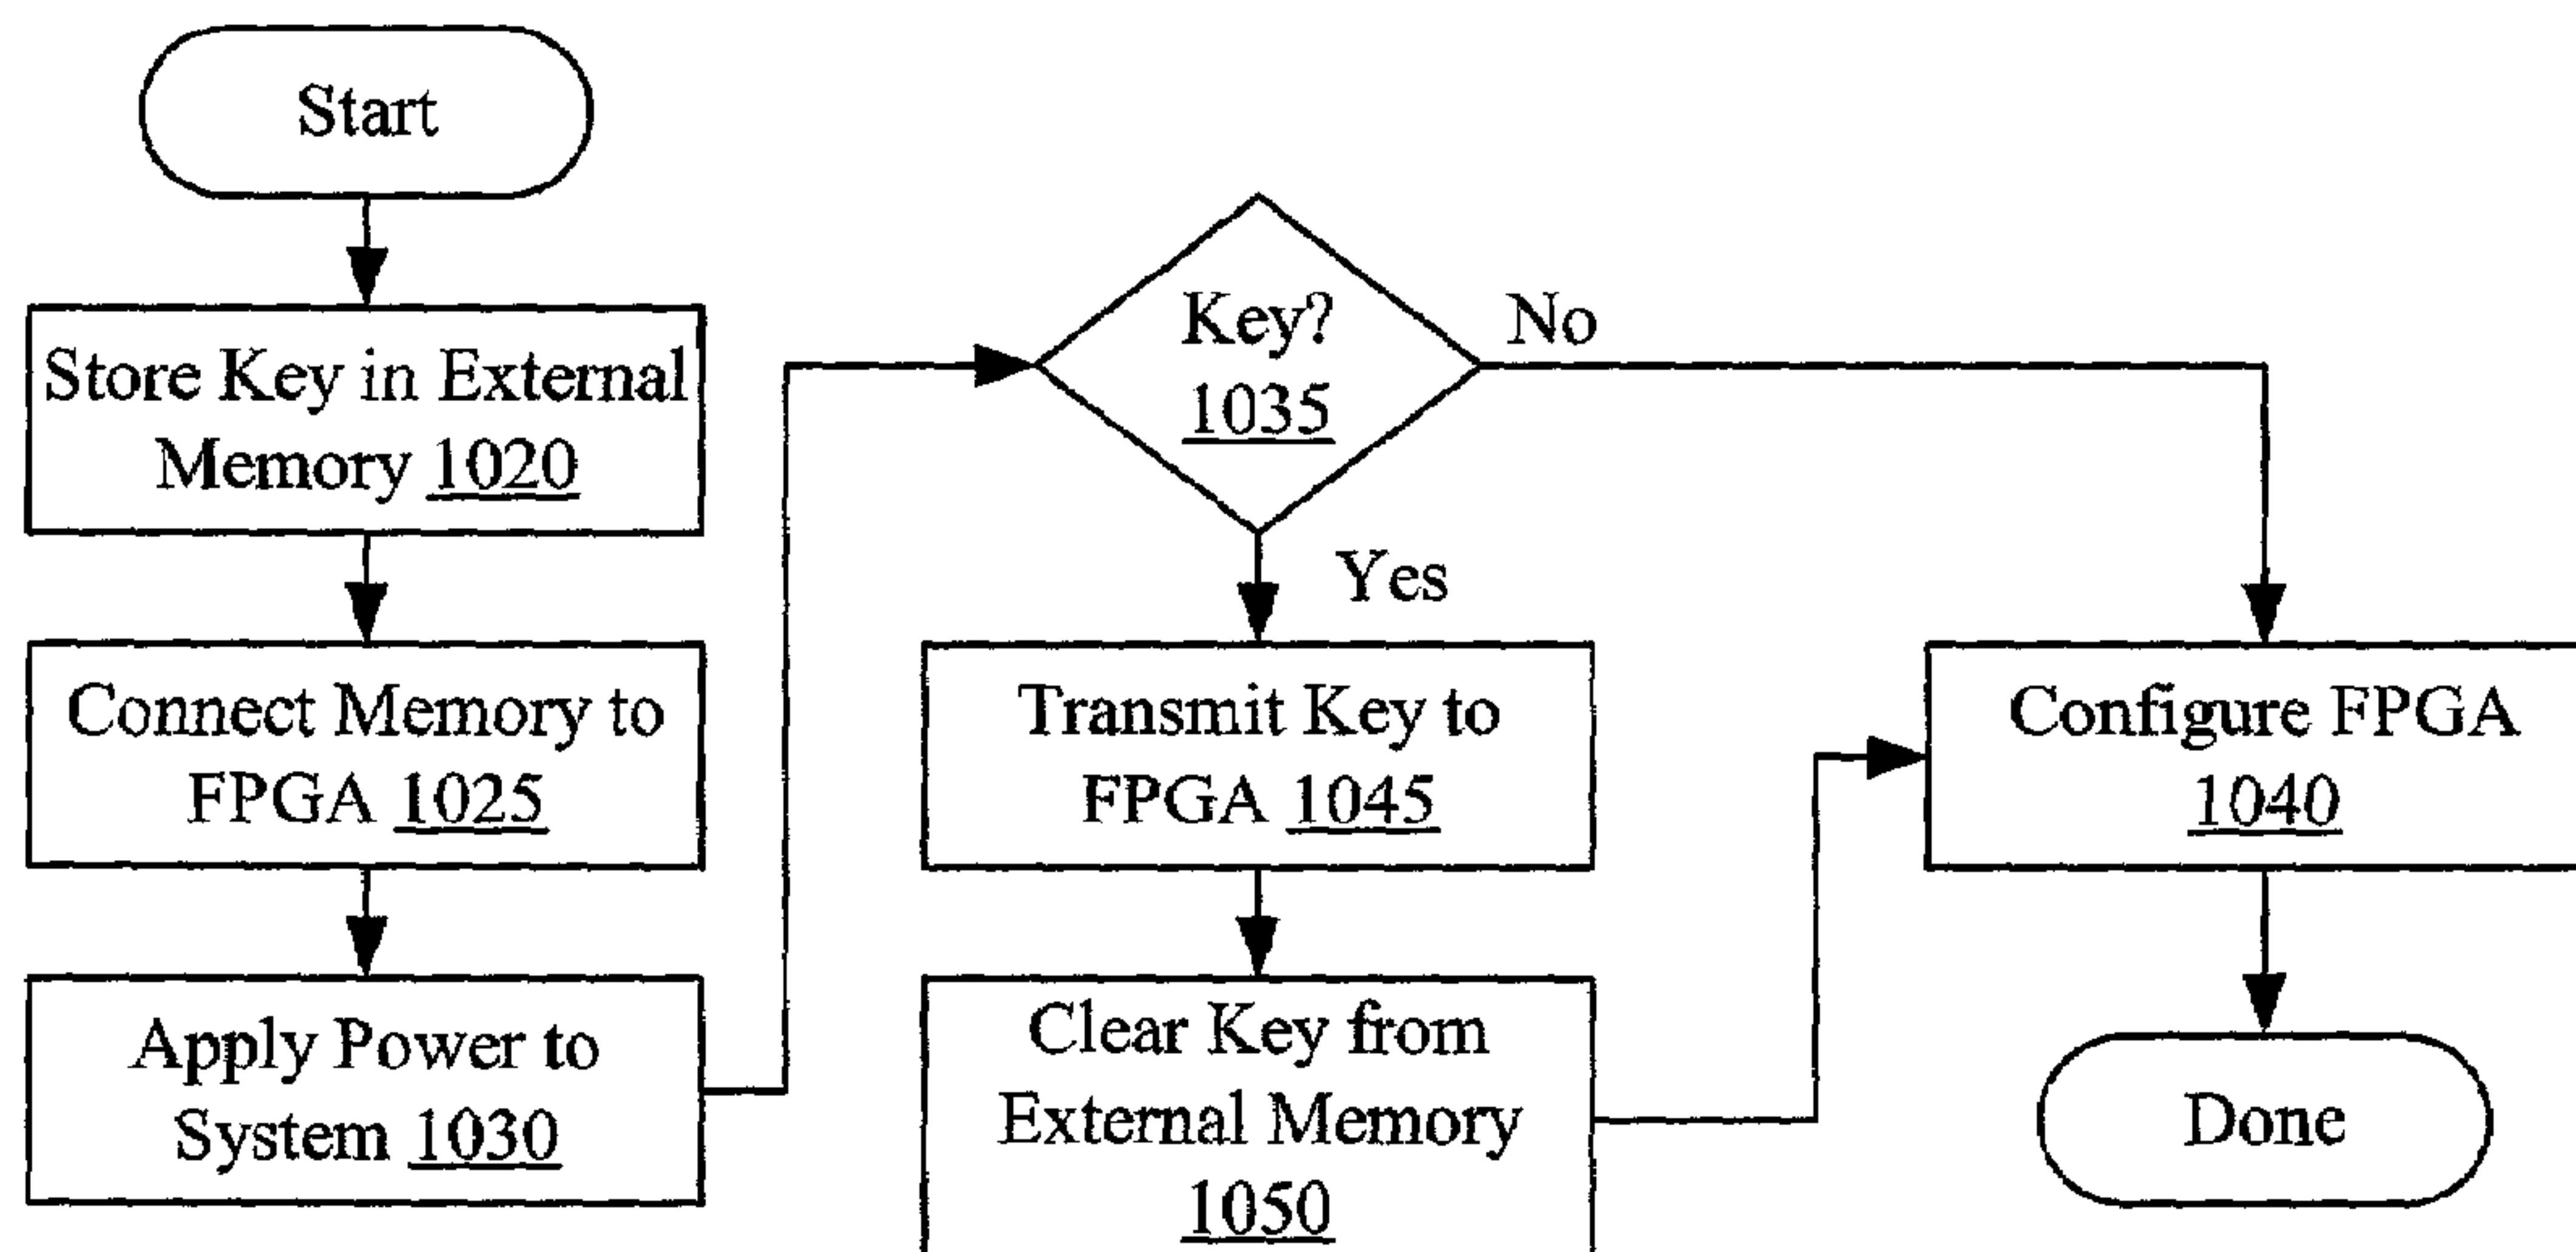 Start
Store Key in External
Memory 1020
Connect Memory to
FPGA 1025
Apply Power to
System 1030
Key?
1035
No
Yes
Transmit Key to
FPGA 1045
Clear Key from
External Memory
1050
Configure FPGA
1040
Done